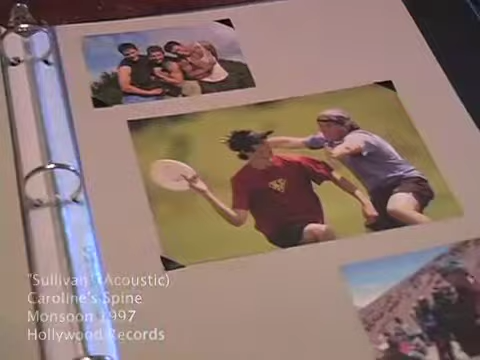 "Sullivan" (Acoustic)
Caroline's Spine
Monsoon 1997
Hollywood Records